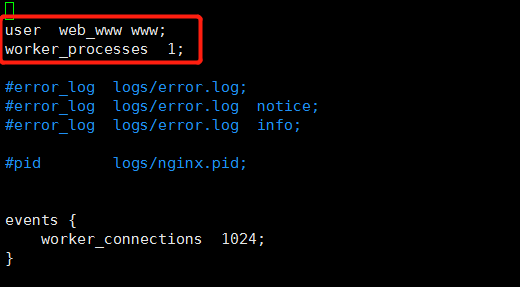 user  web_www www;
worker_processes  1;
#error_log  logs/error.log;
#error_log  logs/error.log  notice;
#error_log  logs/error.log  info;
#pid        logs/nginx.pid;
events {
    worker_connections  1024;
}